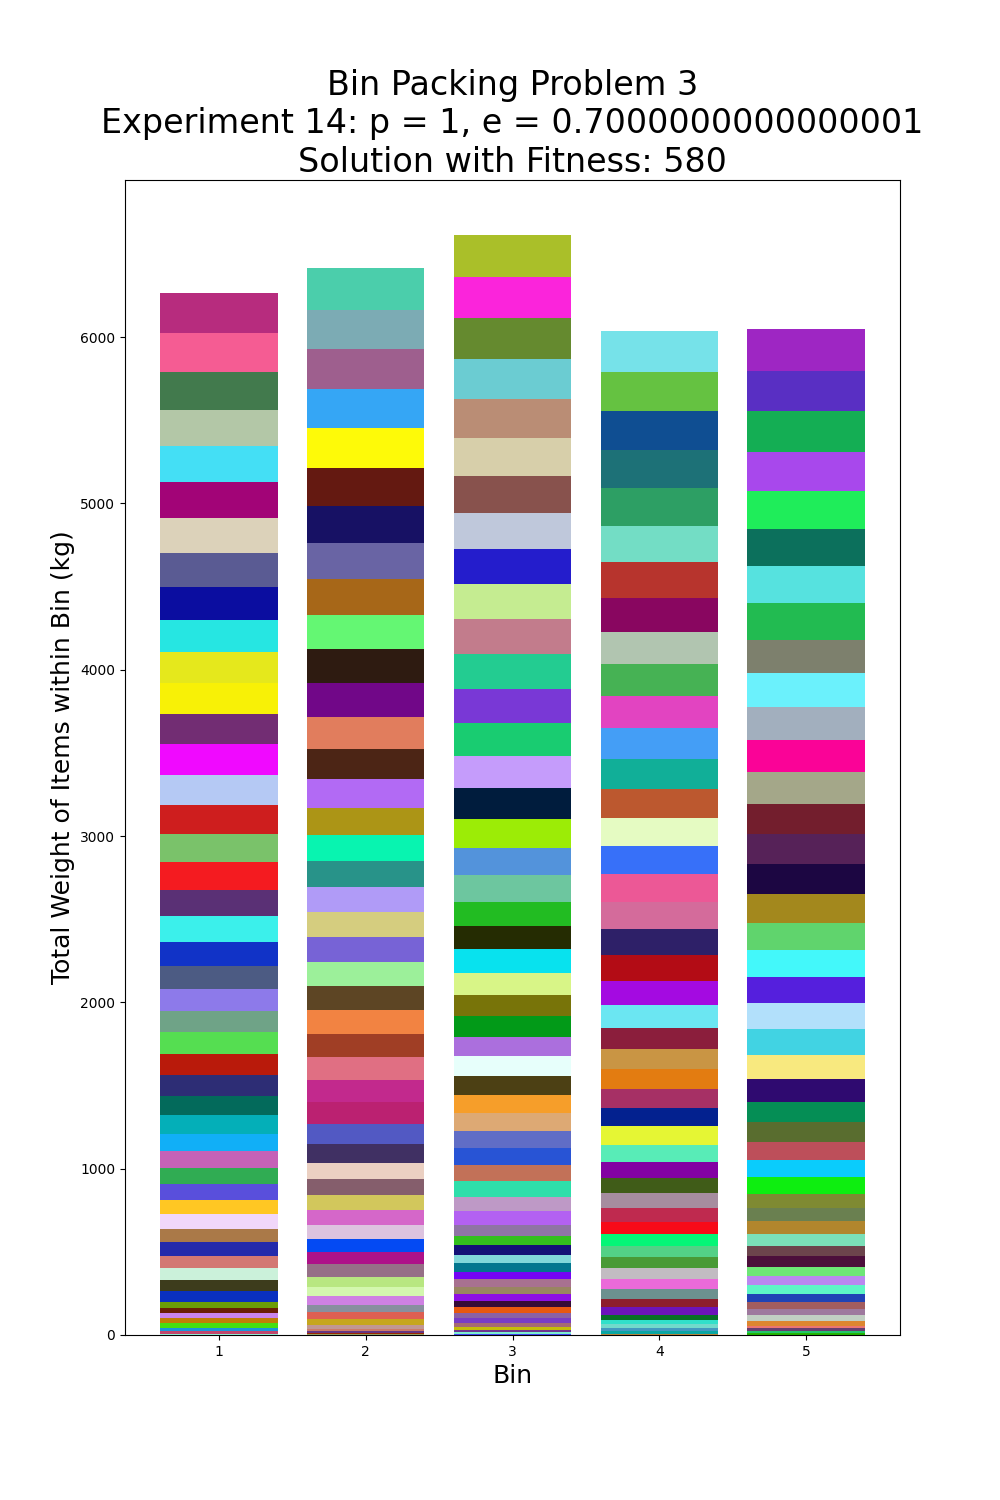 Bin Packing Problem 3
Experiment 14: p = 1, e = 0.7000000000000001
Solution with Fitness: 580
Total Weight of Items within Bin (kg)
6000
5000
4000
3000
2000
1000
0
1 2 3 4 5
Bin